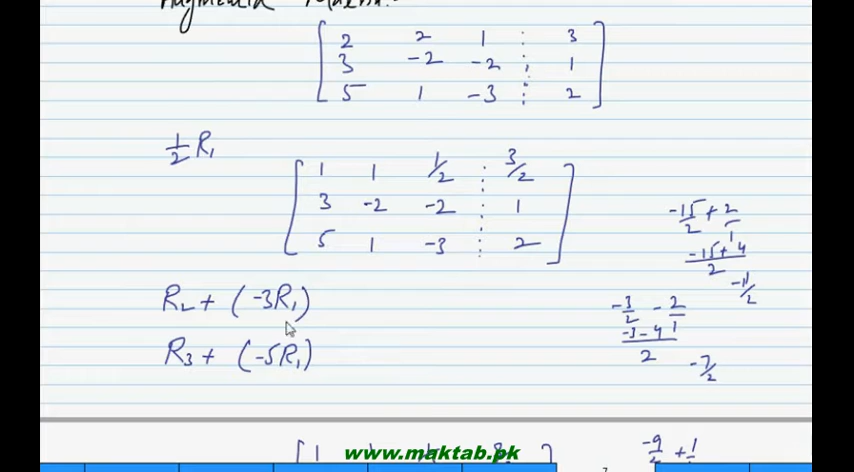 Augmented Matrix:-
[ 2 2 1 ⋮ 3 ]
[ 3 -2 -2 ⋮ 1 ]
[ 5 1 -3 ⋮ 2 ]
1/2 R₁
[ 1 1 1/2 ⋮ 3/2 ]
[ 3 -2 -2 ⋮ 1 ]
[ 5 1 -3 ⋮ 2 ]
R₂ + (-3R₁)
R₃ + (-5R₁)
-15/2 + 2/1
-15+4/2
-11/2
-3/2 - 2/1
-3-4/2
-7/2
-9
www.maktab.pk